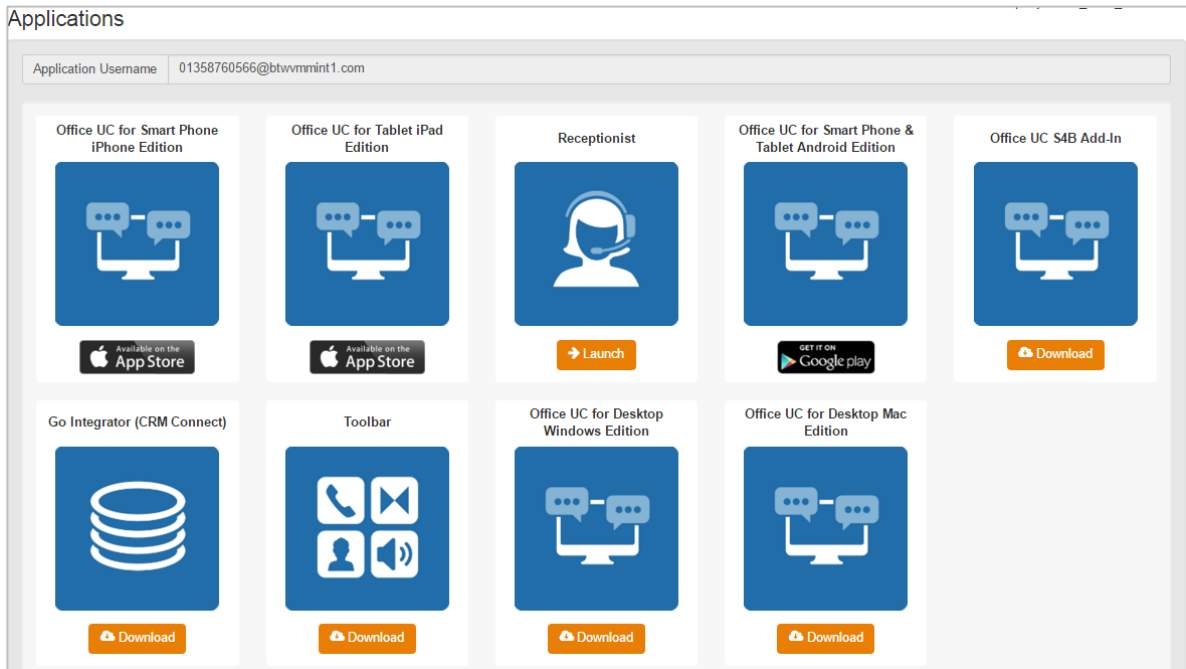 Applications
Application Username 01358760566@btwvmmint1.com
Office UC for Smart Phone
iPhone Edition
Available on the
App Store
Office UC for Tablet iPad
Edition
Available on the
App Store
Receptionist
Launch
Office UC for Smart Phone &
Tablet Android Edition
GET IT ON
Google play
Office UC S4B Add-In
Download
Go Integrator (CRM Connect)
Download
Toolbar
Download
Office UC for Desktop
Windows Edition
Download
Office UC for Desktop Mac
Edition
Download